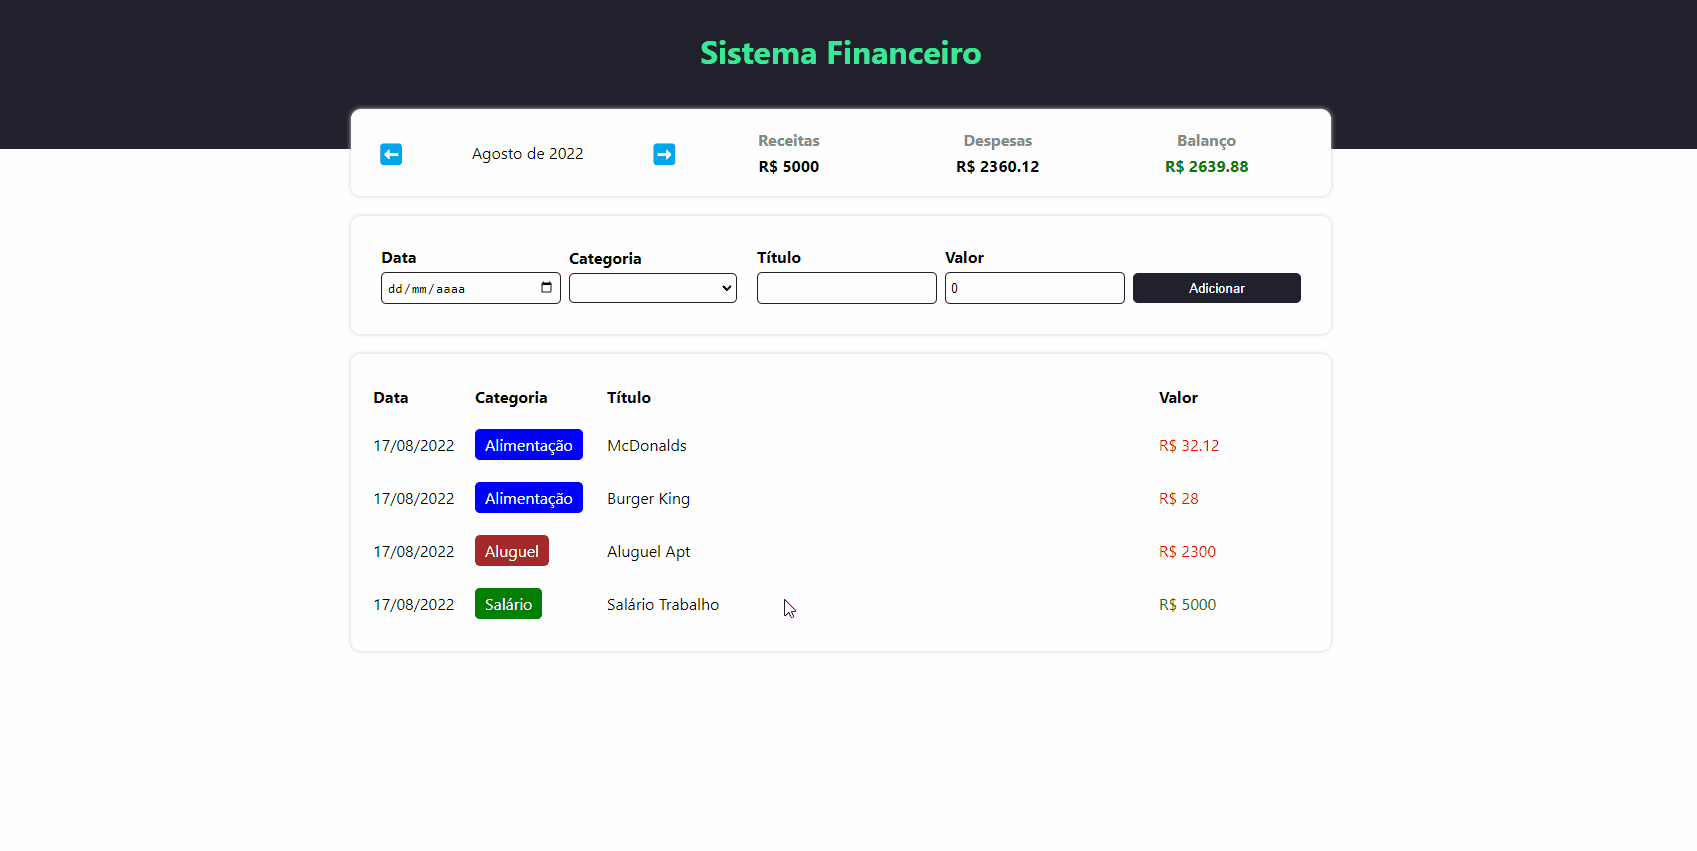 Sistema Financeiro
Agosto de 2022
Receitas
R$ 5000
Despesas
R$ 2360.12
Balanço
R$ 2639.88
Data
Categoria
Título
Valor
dd/mm/aaaa
0
Adicionar
Data Categoria Título Valor
17/08/2022 Alimentação McDonalds R$ 32.12
17/08/2022 Alimentação Burger King R$ 28
17/08/2022 Aluguel Aluguel Apt R$ 2300
17/08/2022 Salário Salário Trabalho R$ 5000